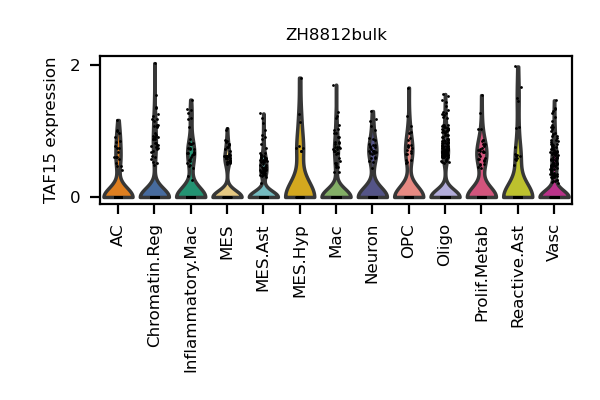 ZH8812bulk
TAF15 expression
2
0
AC
Chromatin.Reg
Inflammatory.Mac
MES
MES.Ast
MES.Hyp
Mac
Neuron
OPC
Oligo
Prolif.Metab
Reactive.Ast
Vasc